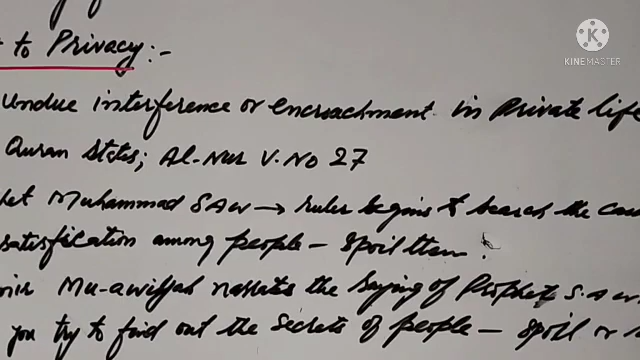 to Privacy:-
undue interference or encroachment in Private life
Quran States; Al-Nur V.No 27
Muhammad SAW → ruler begins to search the
satisfaction among people - spoil them.
Mu-awiyah narrates the Saying of Prophet S.A.W
you try to find out the Secrets of people - spoil or
K
KINEMASTER